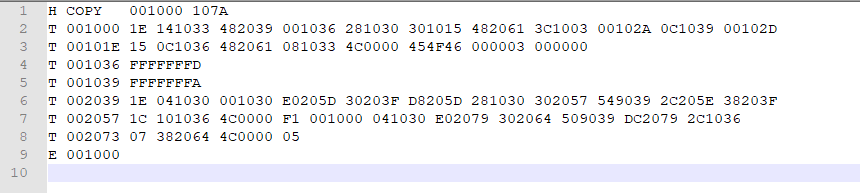 1 H COPY   001000 107A
2 T 001000 1E 141033 482039 001036 281030 301015 482061 3C1003 00102A 0C1039 00102D
3 T 00101E 15 0C1036 482061 081033 4C0000 454F46 000003 000000
4 T 001036 FFFFFFFD
5 T 001039 FFFFFFFA
6 T 002039 1E 041030 001030 E0205D 30203F D8205D 281030 302057 549039 2C205E 38203F
7 T 002057 1C 101036 4C0000 F1 001000 041030 E02079 302064 509039 DC2079 2C1036
8 T 002073 07 382064 4C0000 05
9 E 001000
10